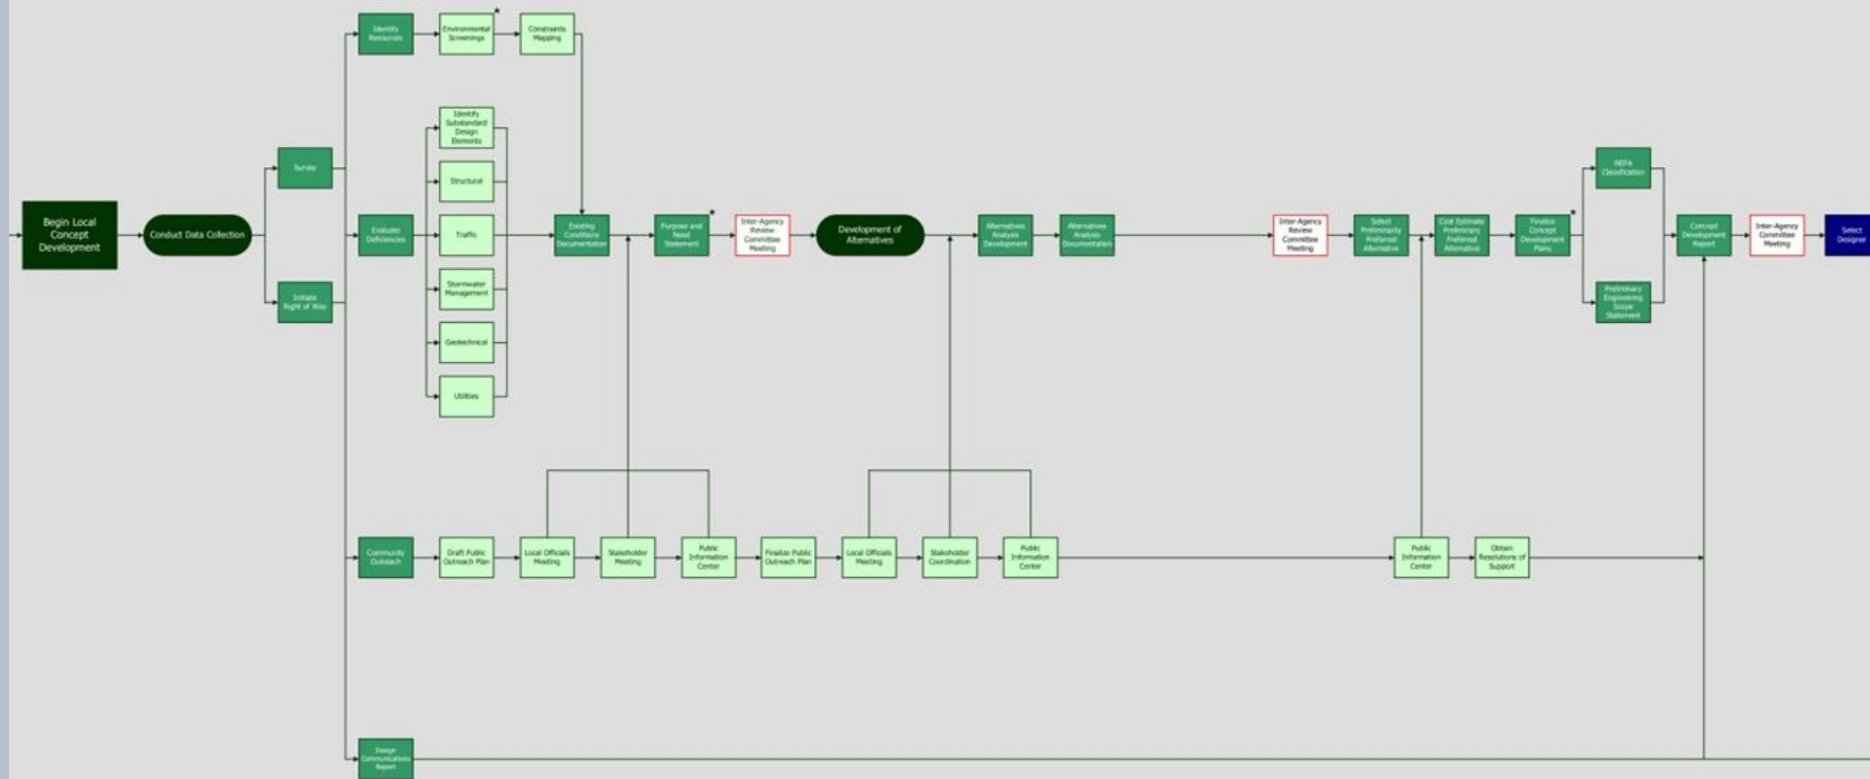 Identify
Resources
Environmental
Screenings
*
Constraints
Mapping
Identify
Substandard
Design
Elements
Survey
Structural
NEPA
Classification
Begin Local
Concept
Development
Conduct Data Collection
Evaluate
Deficiencies
Traffic
Existing
Conditions
Documentation
Purpose and
Need
Statement
*
Inter-Agency
Review
Committee
Meeting
Development of
Alternatives
Alternatives
Analysis
Development
Alternatives
Analysis
Documentation
Inter-Agency
Review
Committee
Meeting
Select
Preliminarily
Preferred
Alternative
Cost Estimate
Preliminary
Preferred
Alternative
Finalize
Concept
Development
Plans
*
Concept
Development
Report
Inter-Agency
Committee
Meeting
Select
Designer
Initiate
Right of Way
Stormwater
Management
Preliminary
Engineering
Scope
Statement
Geotechnical
Utilities
Community
Outreach
Draft Public
Outreach Plan
Local Officials
Meeting
Stakeholder
Meeting
Public
Information
Center
Finalize Public
Outreach Plan
Local Officials
Meeting
Stakeholder
Coordination
Public
Information
Center
Public
Information
Center
Obtain
Resolutions of
Support
Design
Communications
Report